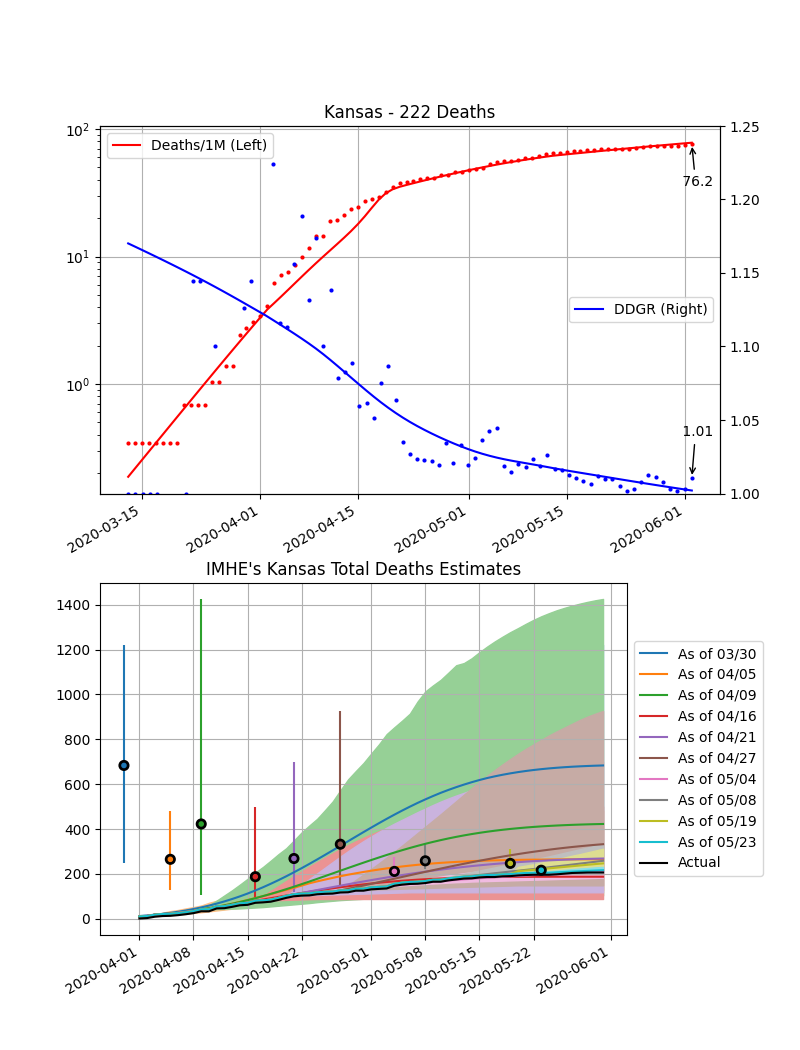 Kansas - 222 Deaths
10² 1.25
Deaths/1M (Left)
76.2
1.20
10¹ 1.15
DDGR (Right)
1.10
10⁰
1.05
1.01
1.00
2020-03-15 2020-04-01 2020-04-15 2020-05-01 2020-05-15 2020-06-01
IMHE's Kansas Total Deaths Estimates
1400
1200
1000
800
600
400
200
0
As of 03/30
As of 04/05
As of 04/09
As of 04/16
As of 04/21
As of 04/27
As of 05/04
As of 05/08
As of 05/19
As of 05/23
Actual
2020-04-01 2020-04-08 2020-04-15 2020-04-22 2020-05-01 2020-05-08 2020-05-15 2020-05-22 2020-06-01